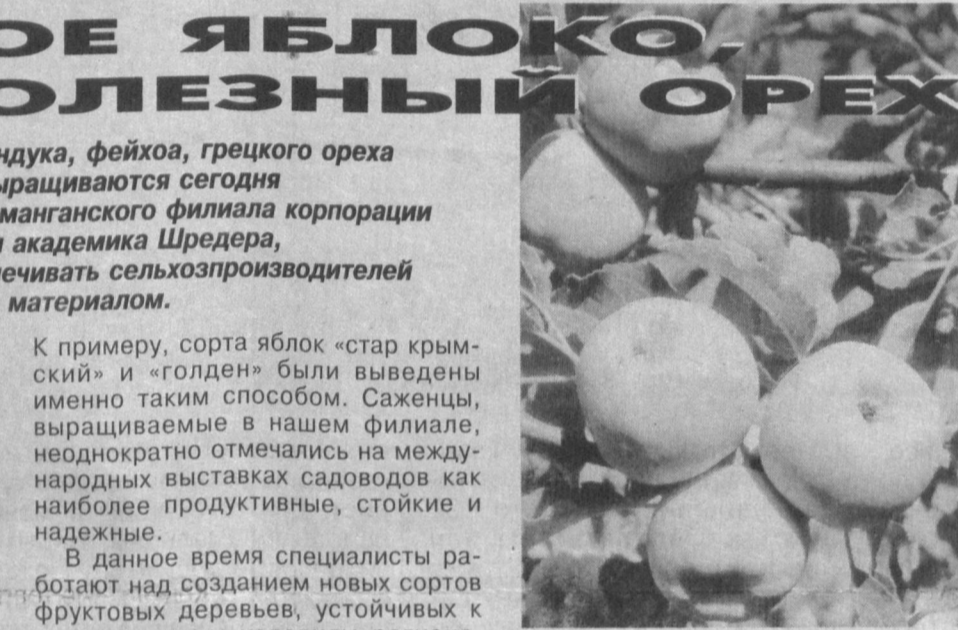 ОЕ ЯБЛОКО,
ОЛЕЗНЫЙ ОРЕХ
ндука, фейхоа, грецкого ореха
ыращиваются сегодня
манганского филиала корпорации
и академика Шредера,
ечивать сельхозпроизводителей
материалом.
К примеру, сорта яблок «стар крым-
ский» и «голден» были выведены
именно таким способом. Саженцы,
выращиваемые в нашем филиале,
неоднократно отмечались на между-
народных выставках садоводов как
наиболее продуктивные, стойкие и
надежные.
В данное время специалисты ра-
ботают над созданием новых сортов
фруктовых деревьев, устойчивых к